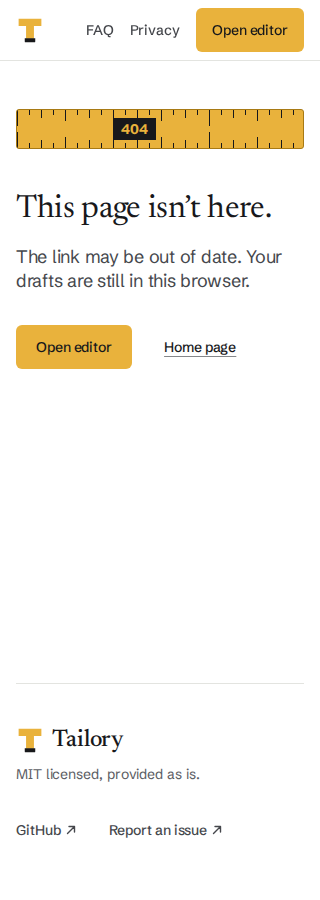 FAQ Privacy Open editor
404
This page isn’t here.
The link may be out of date. Your
drafts are still in this browser.
Open editor Home page
Tailory
MIT licensed, provided as is.
GitHub ↗ Report an issue ↗